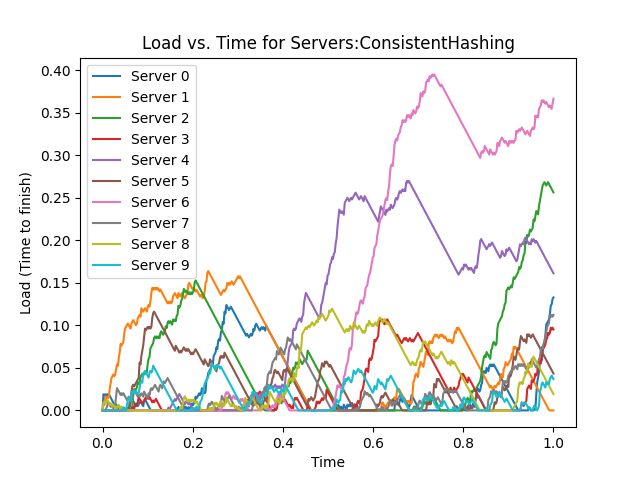 Load vs. Time for Servers:ConsistentHashing
Load (Time to finish)
0.40
0.35
0.30
0.25
0.20
0.15
0.10
0.05
0.00
Server 0
Server 1
Server 2
Server 3
Server 4
Server 5
Server 6
Server 7
Server 8
Server 9
0.0 0.2 0.4 0.6 0.8 1.0
Time